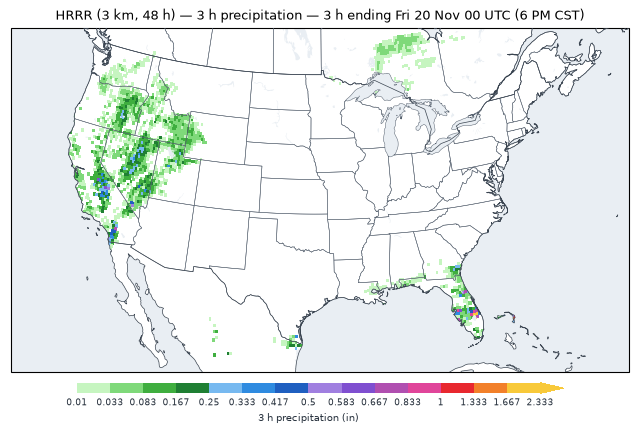 HRRR (3 km, 48 h) — 3 h precipitation — 3 h ending Fri 20 Nov 00 UTC (6 PM CST)
0.01 0.033 0.083 0.167 0.25 0.333 0.417 0.5 0.583 0.667 0.833 1 1.333 1.667 2.333
3 h precipitation (in)